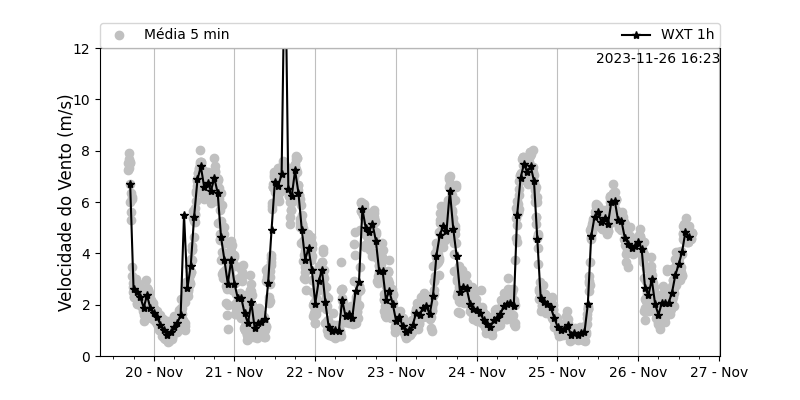 Média 5 min
WXT 1h
2023-11-26 16:23
Velocidade do Vento (m/s)
12
10
8
6
4
2
0
20 - Nov
21 - Nov
22 - Nov
23 - Nov
24 - Nov
25 - Nov
26 - Nov
27 - Nov